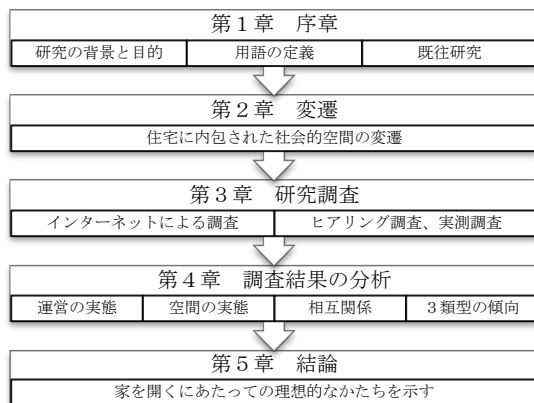 第１章　序章
研究の背景と目的　用語の定義　既往研究
第２章　変遷
住宅に内包された社会的空間の変遷
第３章　研究調査
インターネットによる調査　ヒアリング調査、実測調査
第４章　調査結果の分析
運営の実態　空間の実態　相互関係　３類型の傾向
第５章　結論
家を開くにあたっての理想的なかたちを示す